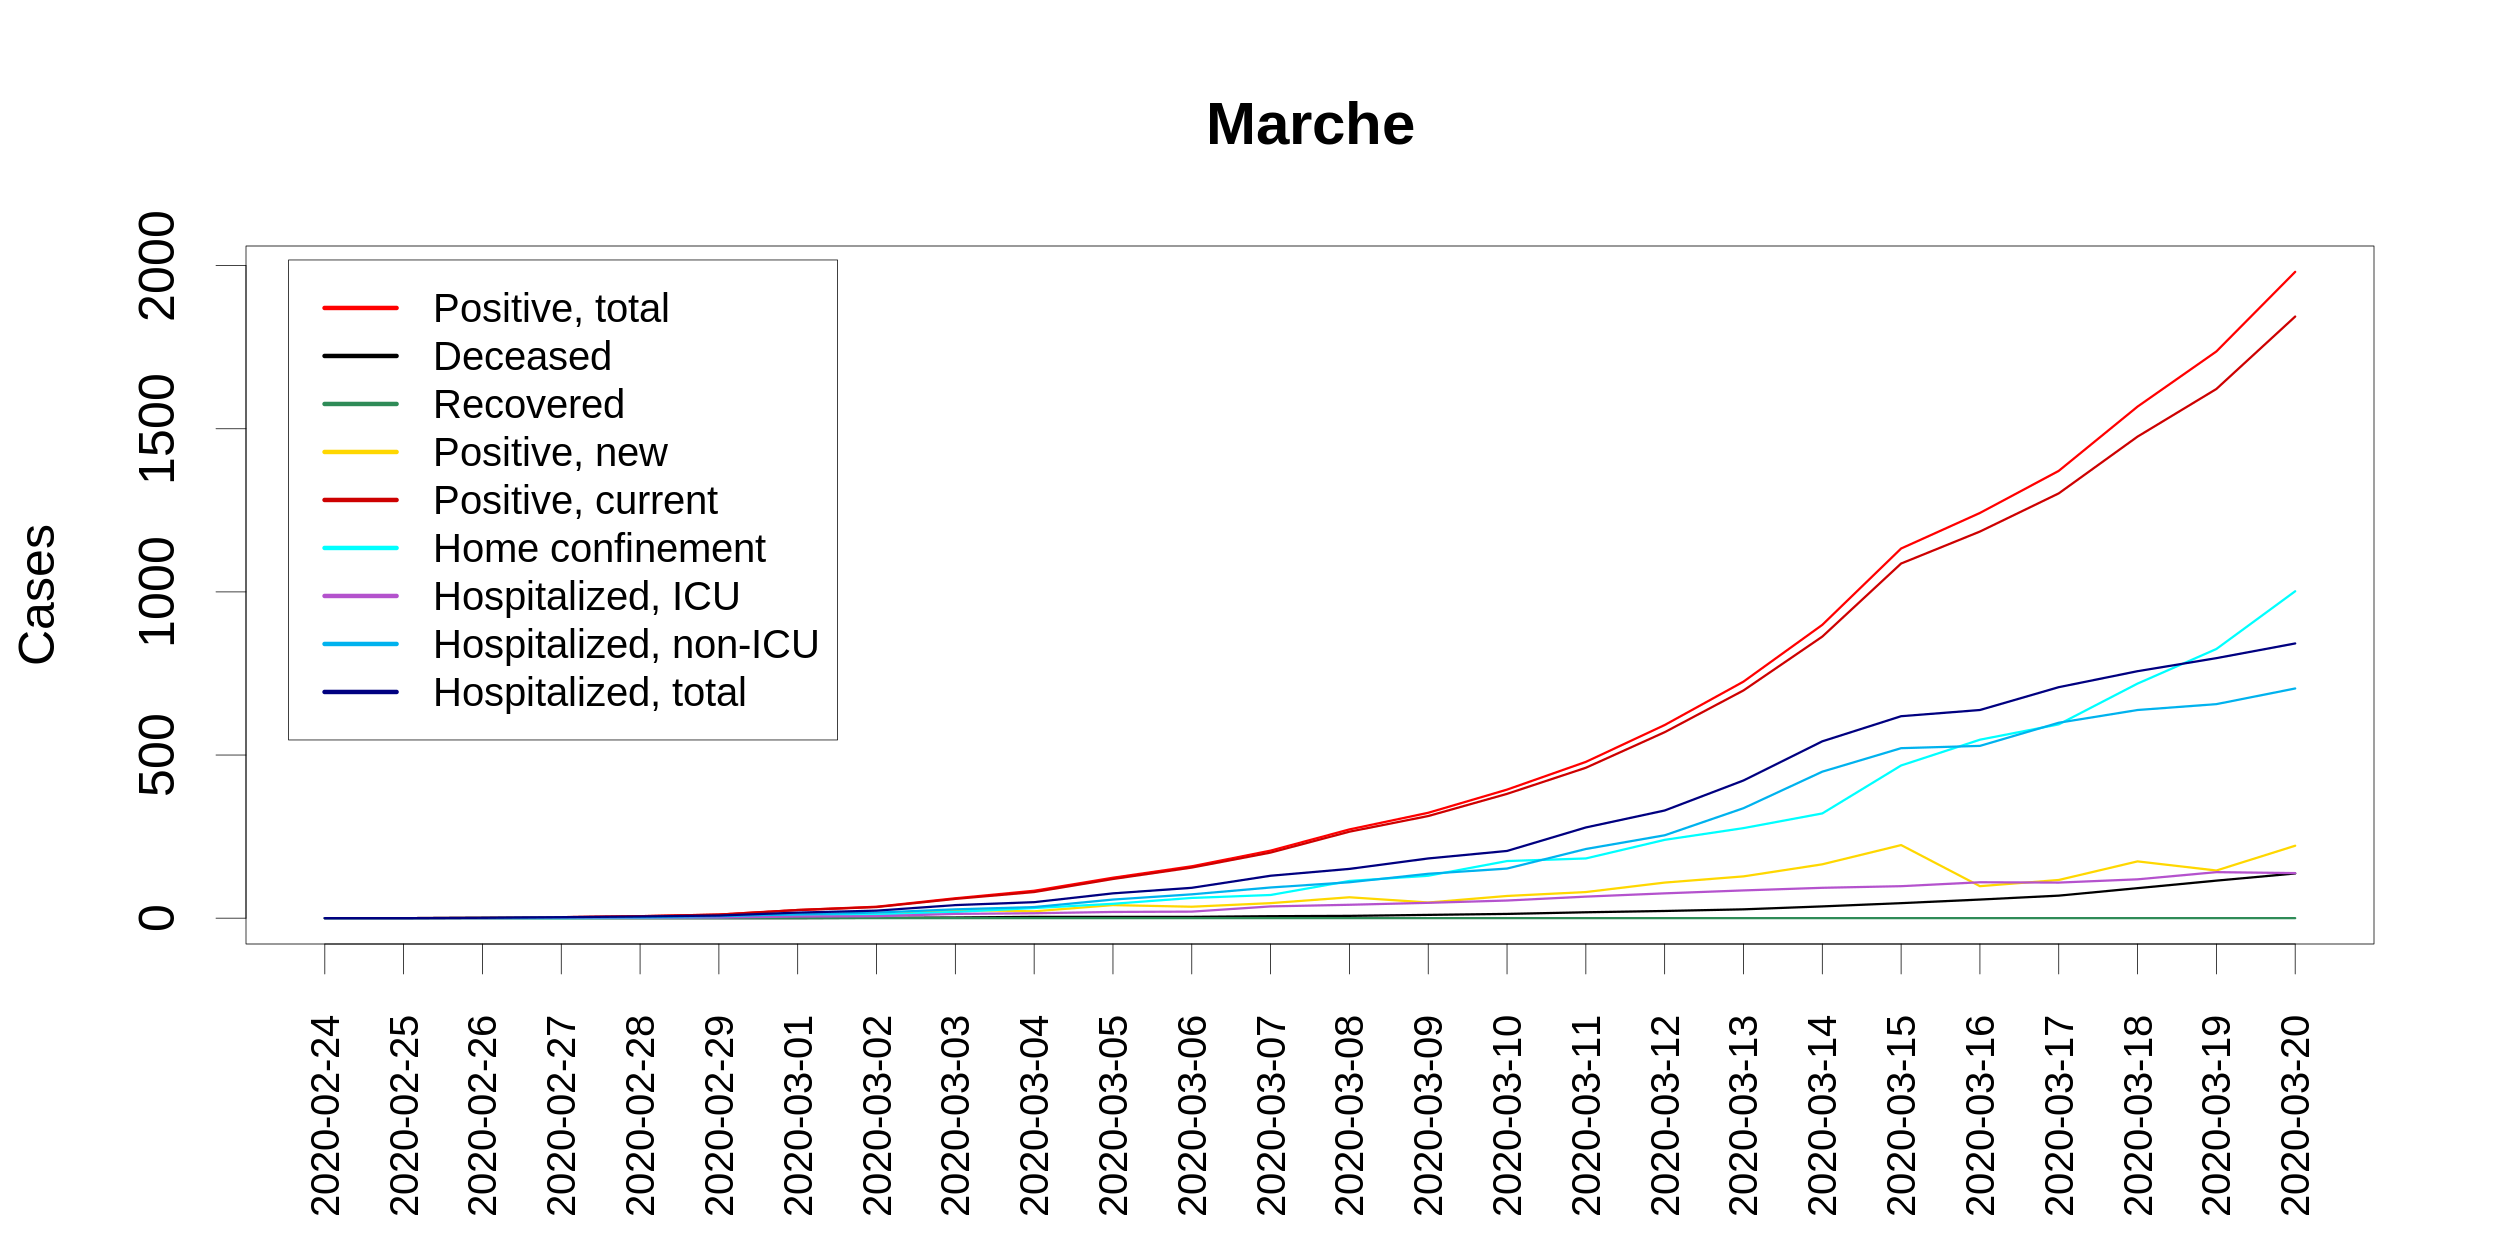 Marche
Cases
2000
1500
1000
500
0
Positive, total
Deceased
Recovered
Positive, new
Positive, current
Home confinement
Hospitalized, ICU
Hospitalized, non-ICU
Hospitalized, total
2020-02-24
2020-02-25
2020-02-26
2020-02-27
2020-02-28
2020-02-29
2020-03-01
2020-03-02
2020-03-03
2020-03-04
2020-03-05
2020-03-06
2020-03-07
2020-03-08
2020-03-09
2020-03-10
2020-03-11
2020-03-12
2020-03-13
2020-03-14
2020-03-15
2020-03-16
2020-03-17
2020-03-18
2020-03-19
2020-03-20